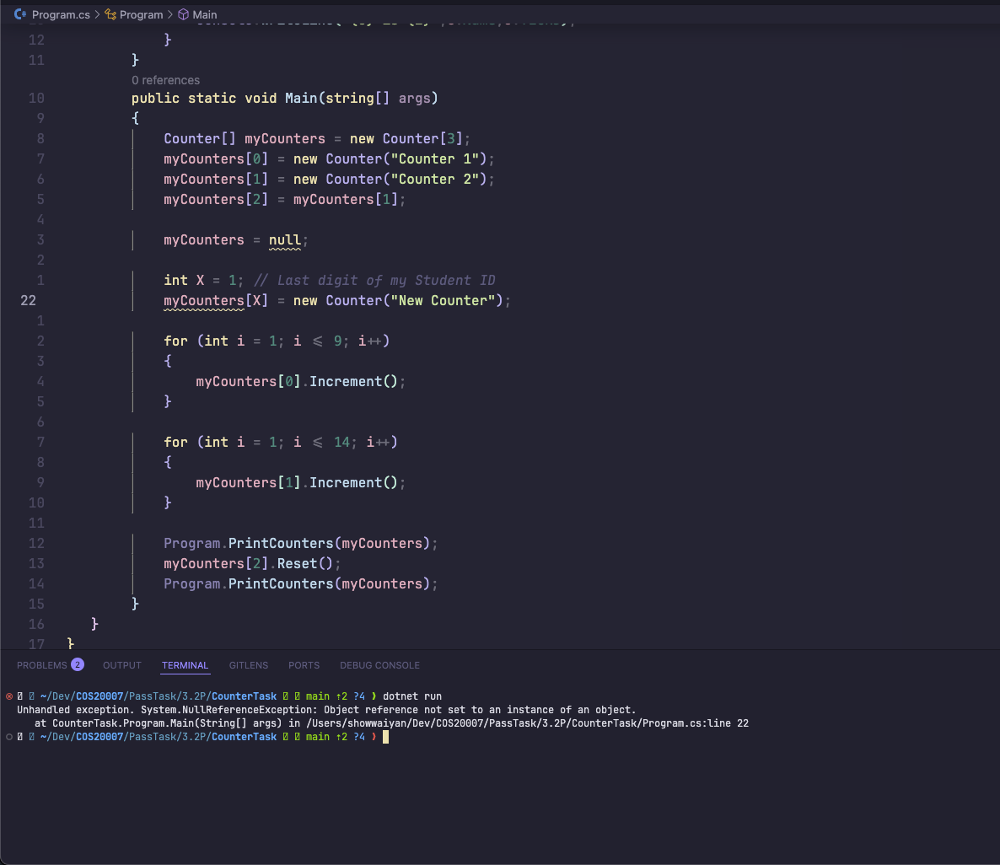 Program.cs > Program > Main
12 }
11 }
0 references
10 public static void Main(string[] args)
9 {
8 Counter[] myCounters = new Counter[3];
7 myCounters[0] = new Counter("Counter 1");
6 myCounters[1] = new Counter("Counter 2");
5 myCounters[2] = myCounters[1];
4
3 myCounters = null;
2
1 int X = 1; // Last digit of my Student ID
22 myCounters[X] = new Counter("New Counter");
1
2 for (int i = 1; i <= 9; i++)
3 {
4 myCounters[0].Increment();
5 }
6
7 for (int i = 1; i <= 14; i++)
8 {
9 myCounters[1].Increment();
10 }
11
12 Program.PrintCounters(myCounters);
13 myCounters[2].Reset();
14 Program.PrintCounters(myCounters);
15 }
16 }
17 }
PROBLEMS 2 OUTPUT TERMINAL GITLENS PORTS DEBUG CONSOLE
~/Dev/COS20007/PassTask/3.2P/CounterTask main ⇡2 ?4 ❯ dotnet run
Unhandled exception. System.NullReferenceException: Object reference not set to an instance of an object.
at CounterTask.Program.Main(String[] args) in /Users/showwaiyan/Dev/COS20007/PassTask/3.2P/CounterTask/Program.cs:line 22
~/Dev/COS20007/PassTask/3.2P/CounterTask main ⇡2 ?4 ❯